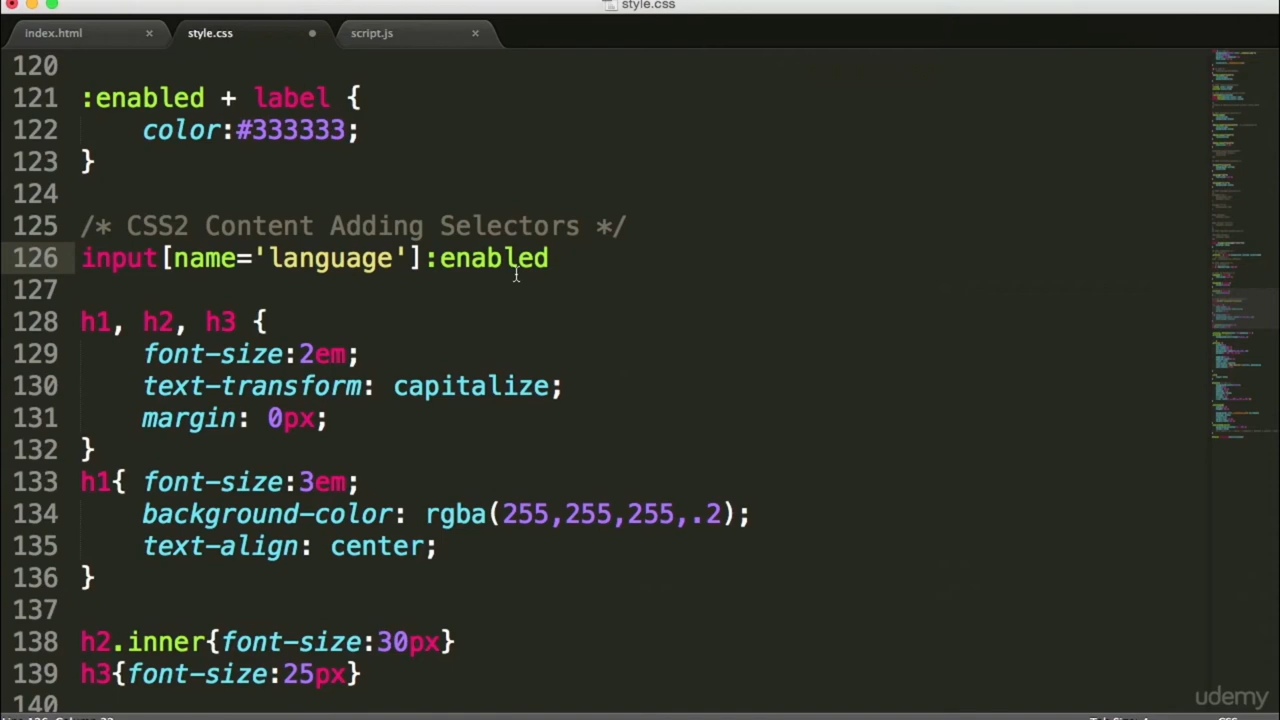 style.css
index.html × style.css script.js ×
120
121 :enabled + label {
122 color:#333333;
123 }
124
125 /* CSS2 Content Adding Selectors */
126 input[name='language']:enabled
127
128 h1, h2, h3 {
129 font-size:2em;
130 text-transform: capitalize;
131 margin: 0px;
132 }
133 h1{ font-size:3em;
134 background-color: rgba(255,255,255,.2);
135 text-align: center;
136 }
137
138 h2.inner{font-size:30px}
139 h3{font-size:25px}
140
udemy